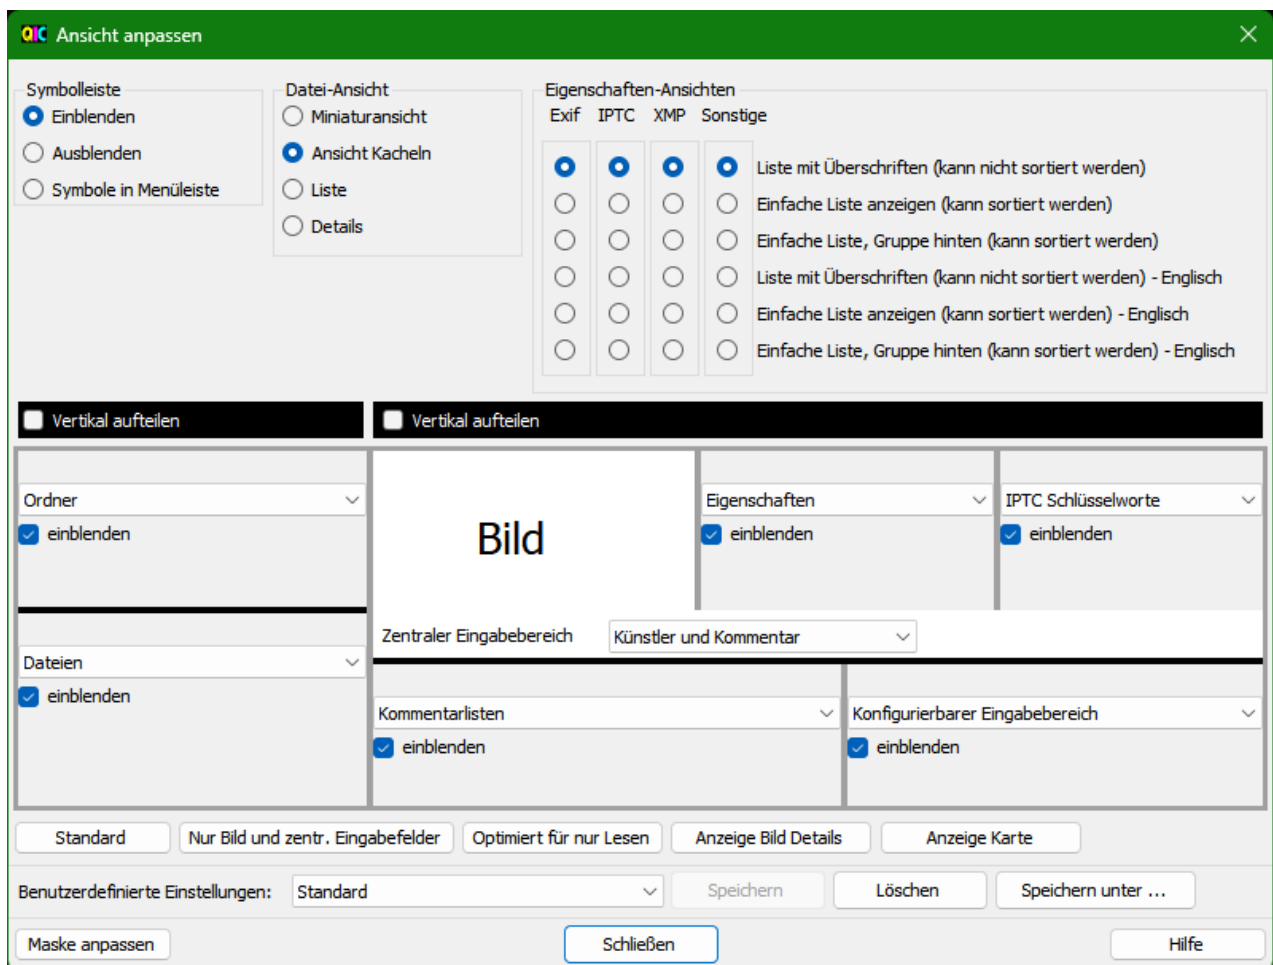 QIC Ansicht anpassen
Symbolleiste
Einblenden
Ausblenden
Symbole in Menüleiste
Datei-Ansicht
Miniaturansicht
Ansicht Kacheln
Liste
Details
Eigenschaften-Ansichten
Exif IPTC XMP Sonstige
Liste mit Überschriften (kann nicht sortiert werden)
Einfache Liste anzeigen (kann sortiert werden)
Einfache Liste, Gruppe hinten (kann sortiert werden)
Liste mit Überschriften (kann nicht sortiert werden) - Englisch
Einfache Liste anzeigen (kann sortiert werden) - Englisch
Einfache Liste, Gruppe hinten (kann sortiert werden) - Englisch
Vertikal aufteilen
Vertikal aufteilen
Ordner
einblenden
Dateien
einblenden
Bild
Eigenschaften
einblenden
IPTC Schlüsselworte
einblenden
Zentraler Eingabebereich Künstler und Kommentar
Kommentarlisten
einblenden
Konfigurierbarer Eingabebereich
einblenden
Standard Nur Bild und zentr. Eingabefelder Optimiert für nur Lesen Anzeige Bild Details Anzeige Karte
Benutzerdefinierte Einstellungen: Standard Speichern Löschen Speichern unter ...
Maske anpassen Schließen Hilfe